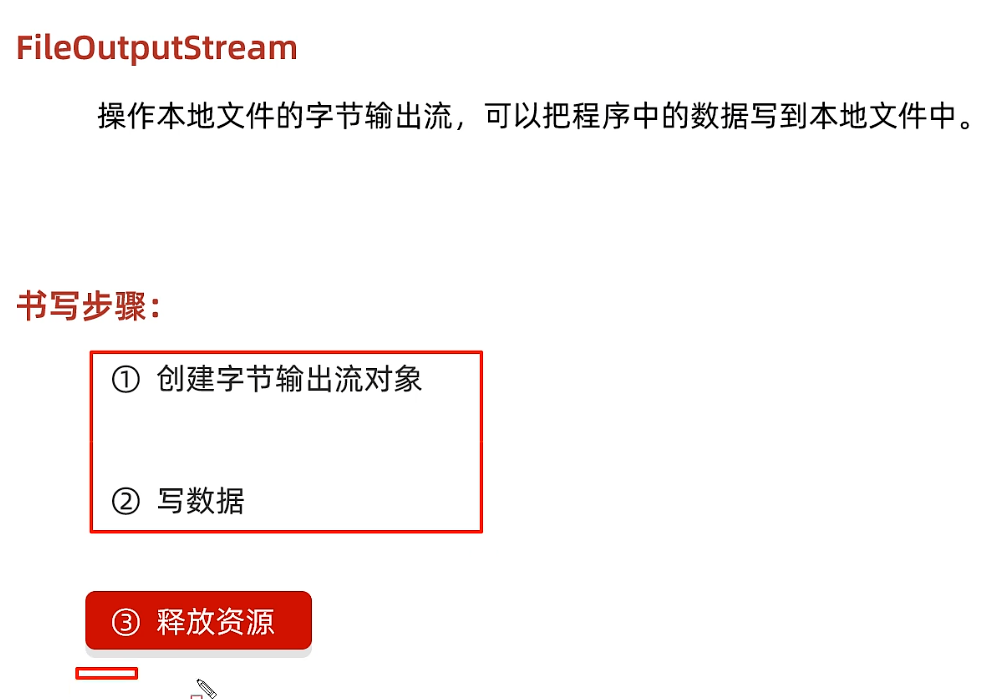 FileOutputStream
操作本地文件的字节输出流，可以把程序中的数据写到本地文件中。
书写步骤：
① 创建字节输出流对象
② 写数据
③ 释放资源